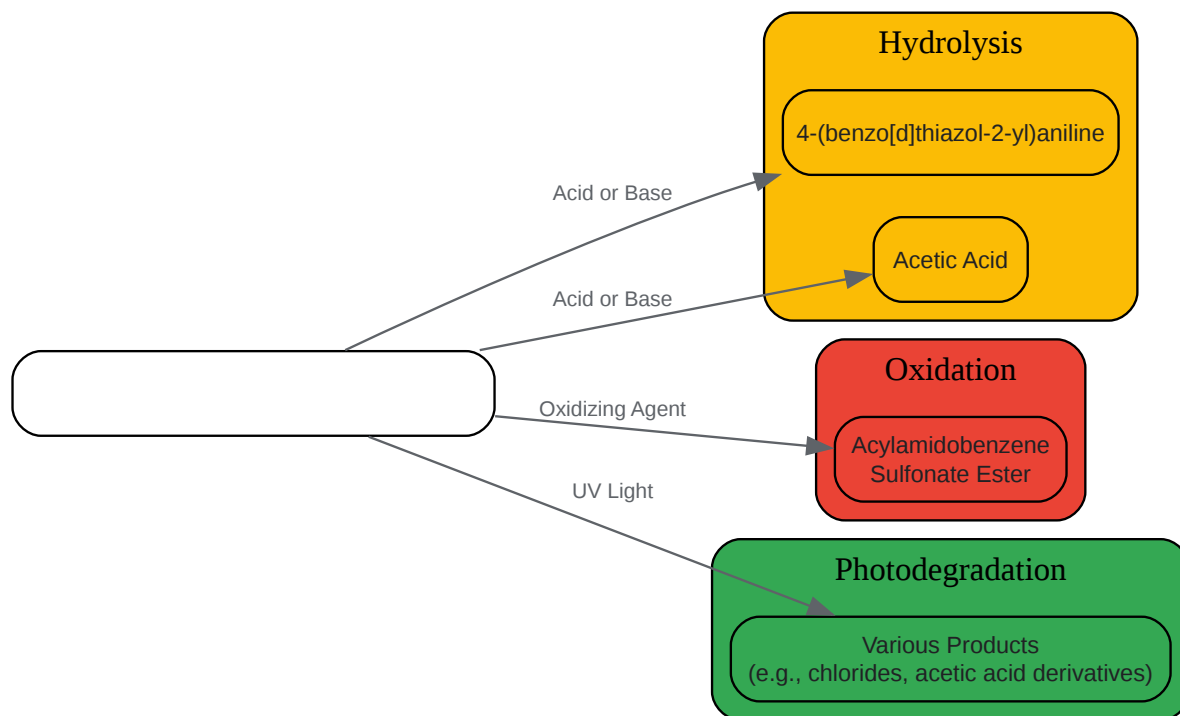 Hydrolysis
4-(benzo[d]thiazol-2-yl)aniline
Acid or Base
Acetic Acid
Acid or Base
Oxidation
Oxidizing Agent
Acylamidobenzene
Sulfonate Ester
UV Light
Photodegradation
Various Products
(e.g., chlorides, acetic acid derivatives)